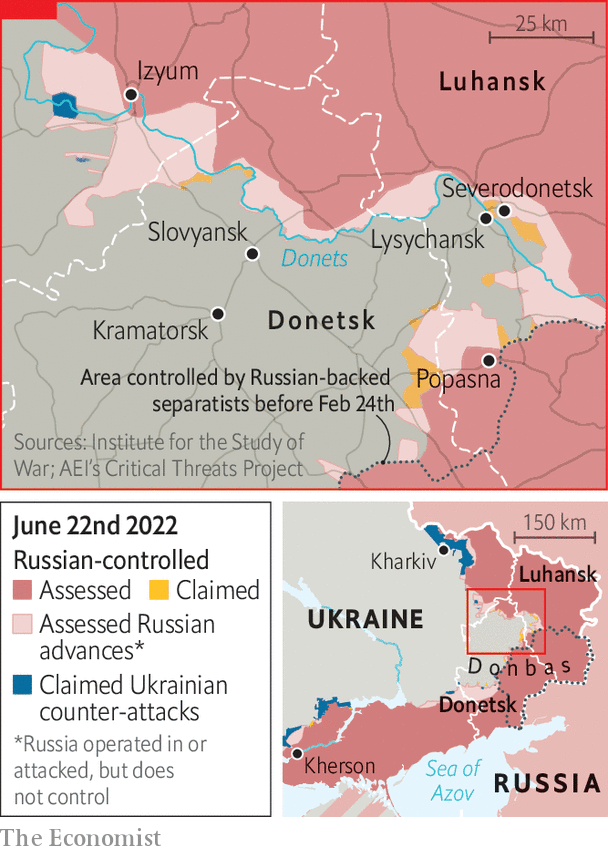 25 km
Izyum
Luhansk
Severodonetsk
Slovyansk
Lysychansk
Donets
Kramatorsk
Donetsk
Area controlled by Russian-backed
separatists before Feb 24th
Popasna
Sources: Institute for the Study of
War; AEI's Critical Threats Project
June 22nd 2022
Russian-controlled
Assessed
Claimed
Assessed Russian
advances*
Claimed Ukrainian
counter-attacks
*Russia operated in or
attacked, but does
not control
150 km
Kharkiv
Luhansk
UKRAINE
Donbas
Donetsk
Kherson
Sea of
Azov
RUSSIA
The Economist